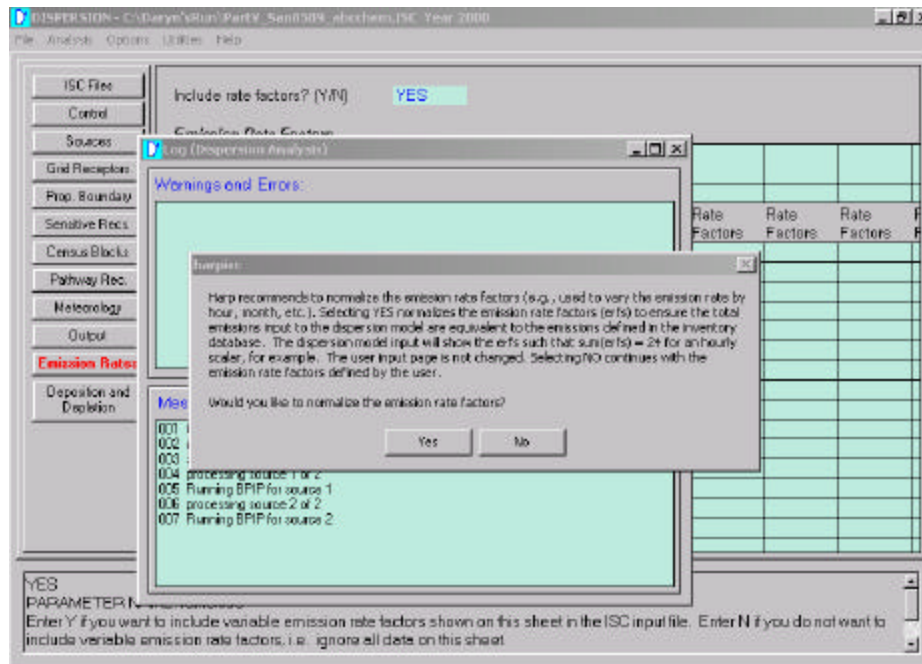 DISPERSION - C:\Daryn's\Run\PartY_San0509_abcchem.ISC Year 2000
File Analysis Options Utilities Help
ISC Files
Control
Sources
Grid Receptors
Prop. Boundary
Sensitive Recs.
Census Blocks
Pathway Rec.
Meteorology
Output
Emission Rates
Deposition and
Depletion
Include rate factors? (Y/N) YES
Emission Rate Factors
Rate Rate Rate
Factors Factors Factors
Log (Dispersion Analysis)
Warnings and Errors:
harpisc
Harp recommends to normalize the emission rate factors (e.g., used to vary the emission rate by
hour, month, etc.). Selecting YES normalizes the emission rate factors (erfs) to ensure the total
emissions input to the dispersion model are equivalent to the emissions defined in the inventory
database. The dispersion model input will show the erfs such that sum(erfs) = 24 for an hourly
scalar, for example. The user input page is not changed. Selecting NO continues with the
emission rate factors defined by the user.
Would you like to normalize the emission rate factors?
Yes No
Mes
001
002
003
004 processing source 1 of 2
005 Running BPIP for source 1
006 processing source 2 of 2
007 Running BPIP for source 2
YES
PARAMETER
Enter Y if you want to include variable emission rate factors shown on this sheet in the ISC input file. Enter N if you do not want to
include variable emission rate factors, i.e. ignore all data on this sheet